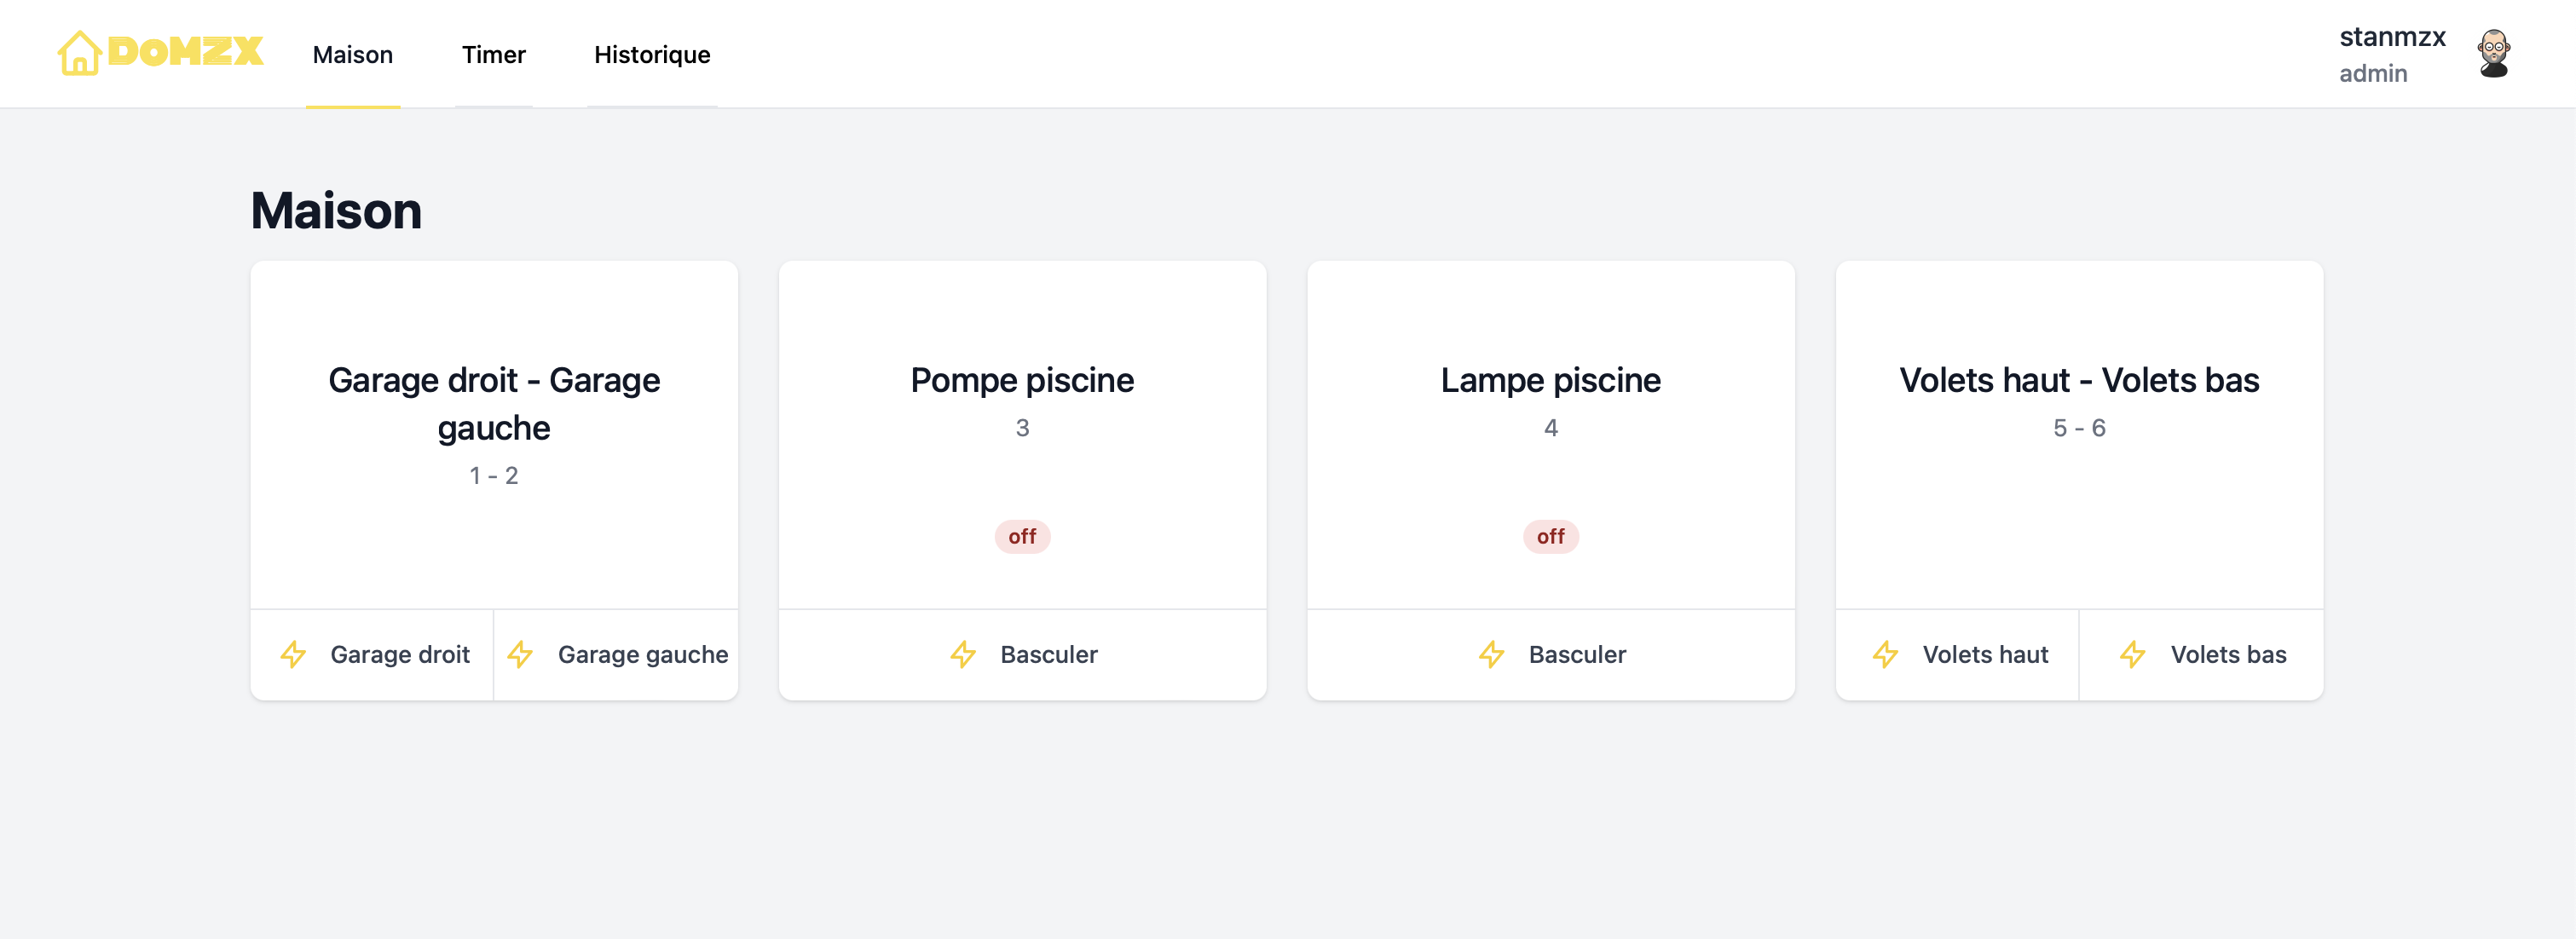 DoMZX
Maison
Timer
Historique
stanmzx
admin
Maison
Garage droit - Garage
gauche
1 - 2
Garage droit
Garage gauche
Pompe piscine
3
off
Basculer
Lampe piscine
4
off
Basculer
Volets haut - Volets bas
5 - 6
Volets haut
Volets bas